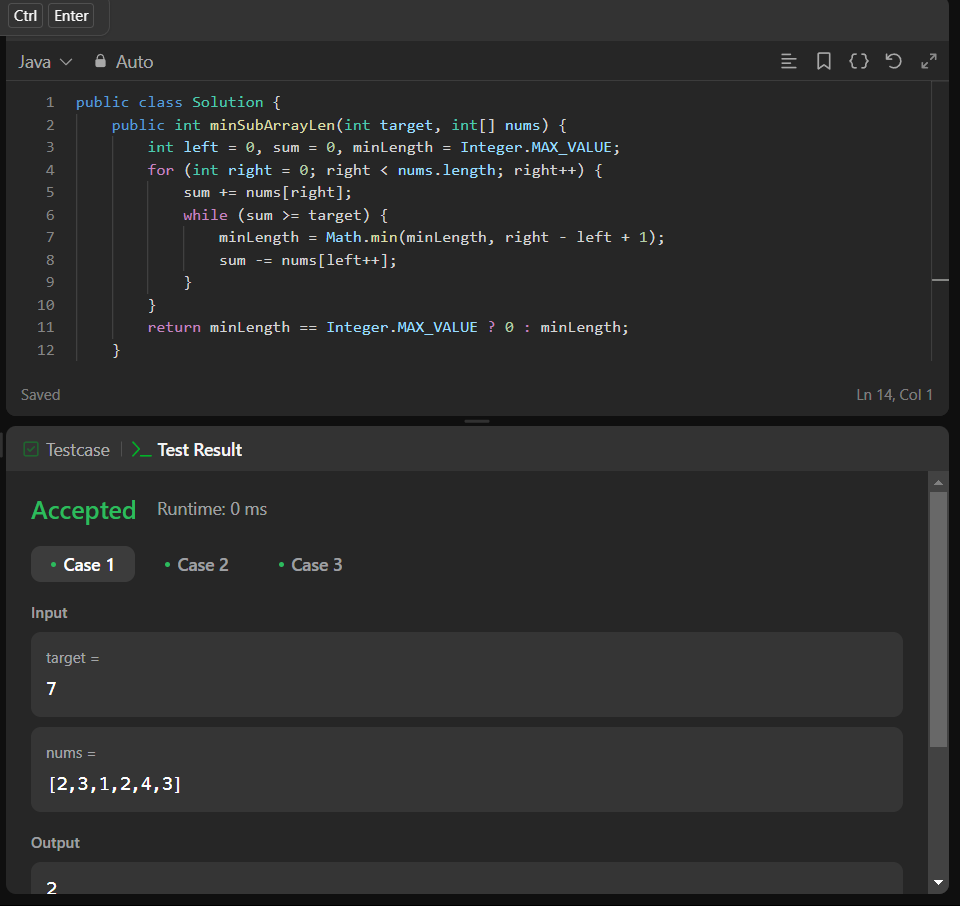 Ctrl Enter
Java Auto
1 public class Solution {
2     public int minSubArrayLen(int target, int[] nums) {
3         int left = 0, sum = 0, minLength = Integer.MAX_VALUE;
4         for (int right = 0; right < nums.length; right++) {
5             sum += nums[right];
6             while (sum >= target) {
7                 minLength = Math.min(minLength, right - left + 1);
8                 sum -= nums[left++];
9             }
10         }
11         return minLength == Integer.MAX_VALUE ? 0 : minLength;
12     }
Saved Ln 14, Col 1
Testcase Test Result
Accepted Runtime: 0 ms
Case 1 Case 2 Case 3
Input
target =
7
nums =
[2,3,1,2,4,3]
Output
2